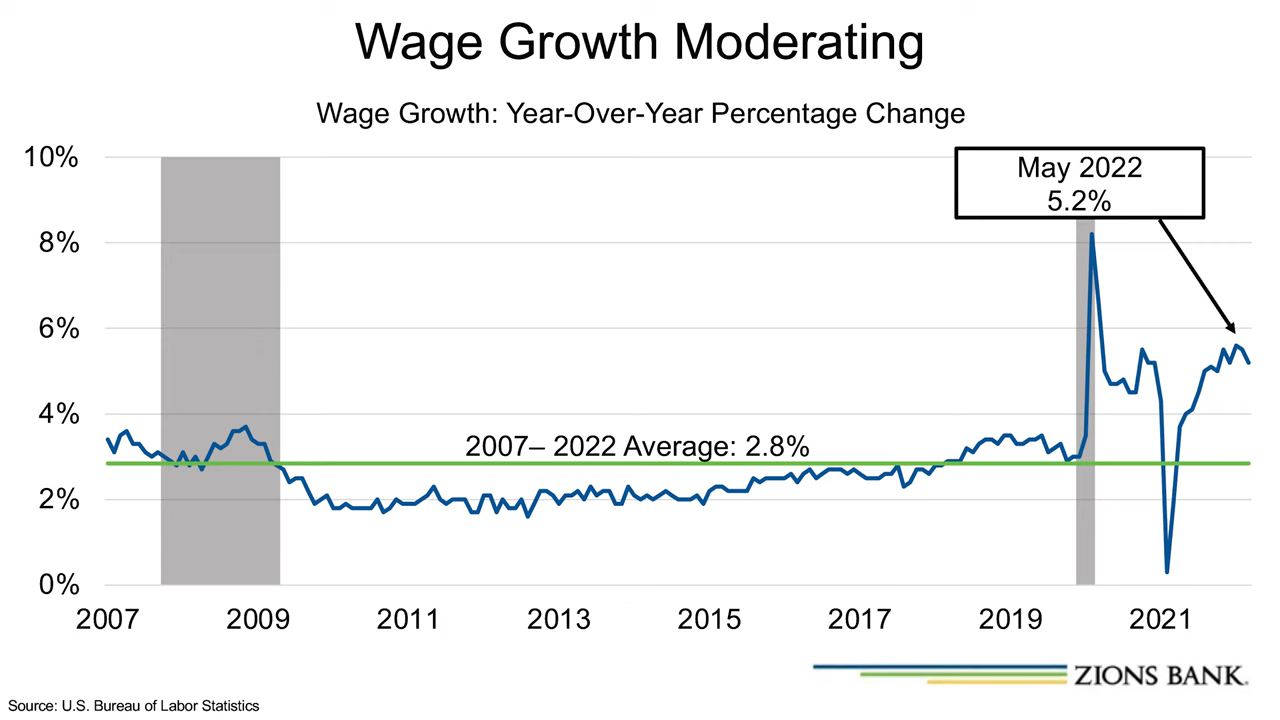 Wage Growth Moderating
Wage Growth: Year-Over-Year Percentage Change
10%
8%
6%
4%
2%
0%
May 2022
5.2%
2007– 2022 Average: 2.8%
2007 2009 2011 2013 2015 2017 2019 2021
ZIONS BANK.
Source: U.S. Bureau of Labor Statistics